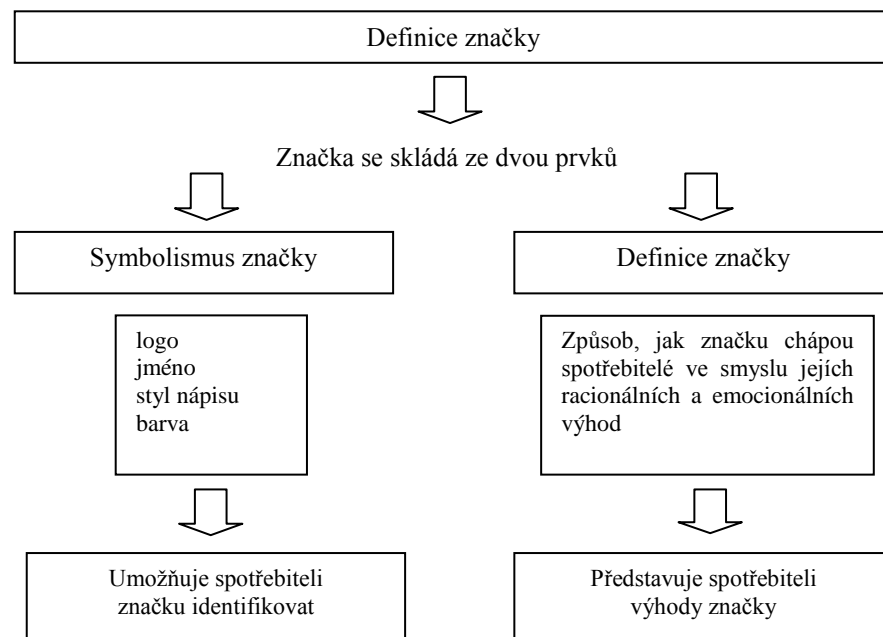 Definice značky
Značka se skládá ze dvou prvků
Symbolismus značky
Definice značky
logo
jméno
styl nápisu
barva
Způsob, jak značku chápou
spotřebitelé ve smyslu jejích
racionálních a emocionálních
výhod
Umožňuje spotřebiteli
značku identifikovat
Představuje spotřebiteli
výhody značky